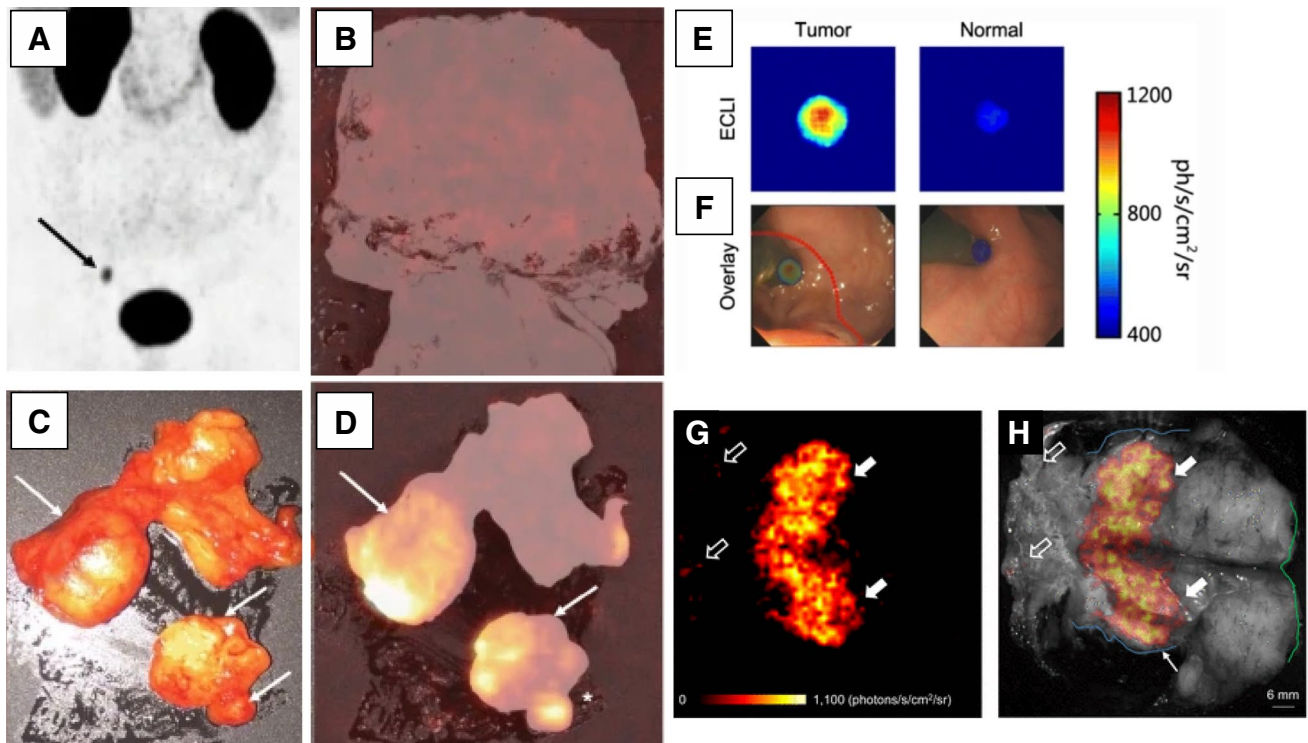 A
B
E
Tumor
Normal
ECLI
1200
800
400
ph/s/cm²/sr
F
Overlay
C
D
*
G
0
1,100 (photons/s/cm²/sr)
H
6 mm